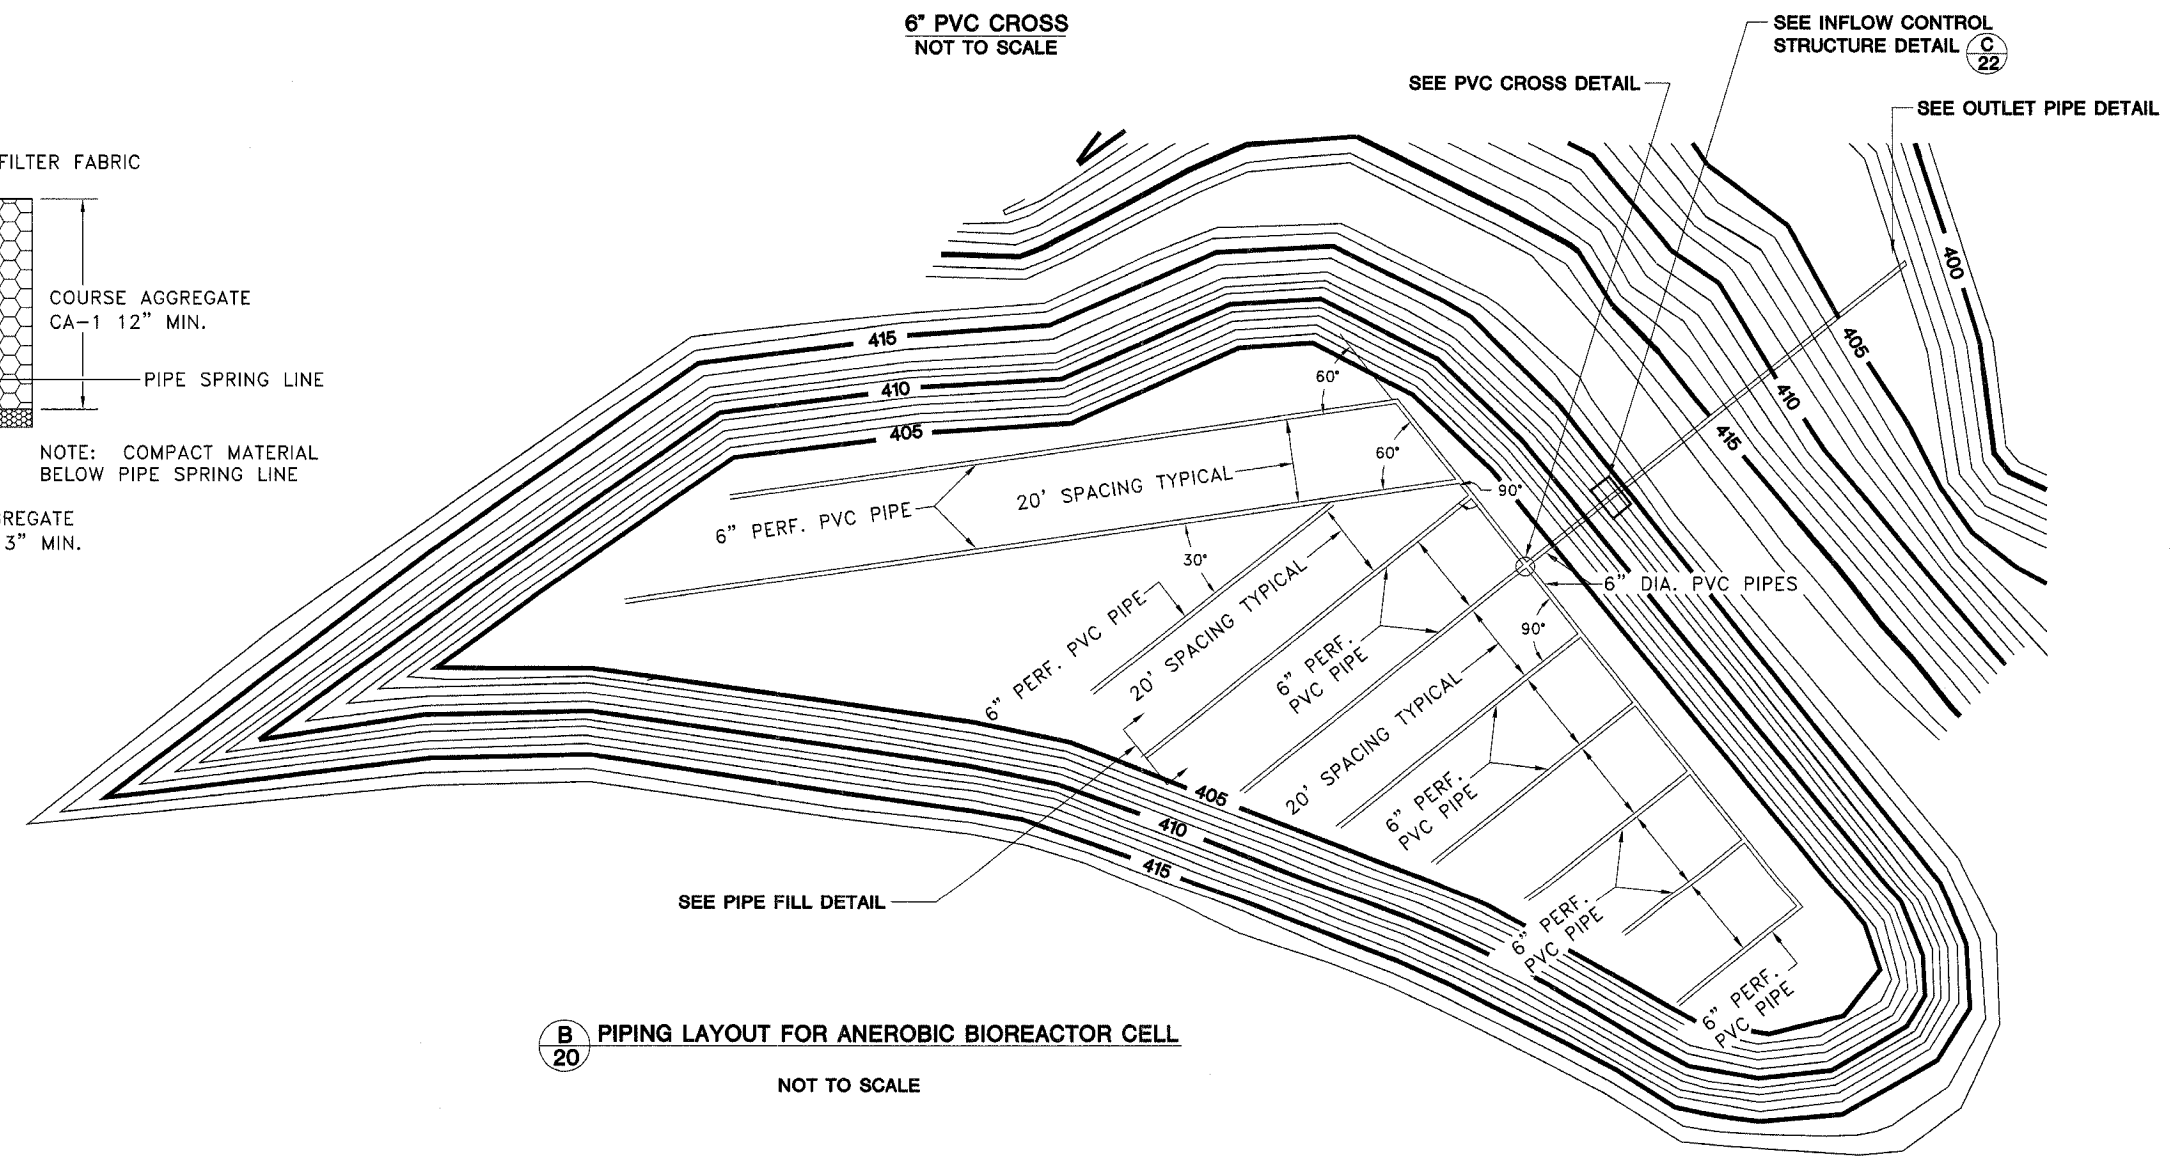 6" PVC CROSS
NOT TO SCALE
SEE INFLOW CONTROL
STRUCTURE DETAIL
C
22
SEE PVC CROSS DETAIL
SEE OUTLET PIPE DETAIL
FILTER FABRIC
COURSE AGGREGATE
CA-1 12" MIN.
PIPE SPRING LINE
NOTE: COMPACT MATERIAL
BELOW PIPE SPRING LINE
REGATE
3" MIN.
400
405
410
415
415
410
405
60°
60°
90°
6" PERF. PVC PIPE
20' SPACING TYPICAL
30°
6" PERF. PVC PIPE
20' SPACING TYPICAL
6" PERF.
PVC PIPE
6" DIA. PVC PIPES
90°
20' SPACING TYPICAL
6" PERF.
PVC PIPE
6" PERF.
PVC PIPE
6" PERF.
PVC PIPE
405
410
415
SEE PIPE FILL DETAIL
B
20
PIPING LAYOUT FOR ANEROBIC BIOREACTOR CELL
NOT TO SCALE